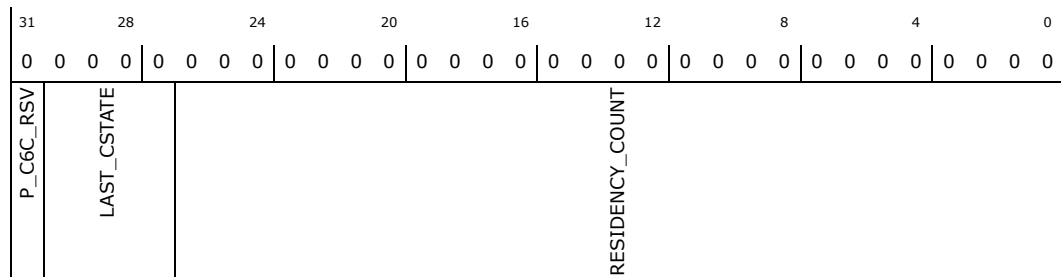 31 28 24 20 16 12 8 4 0
0 0 0 0 0 0 0 0 0 0 0 0 0 0 0 0 0 0 0 0 0 0 0 0 0 0 0 0 0 0 0 0
P_C6C_RSV
LAST_CSTATE
RESIDENCY_COUNT